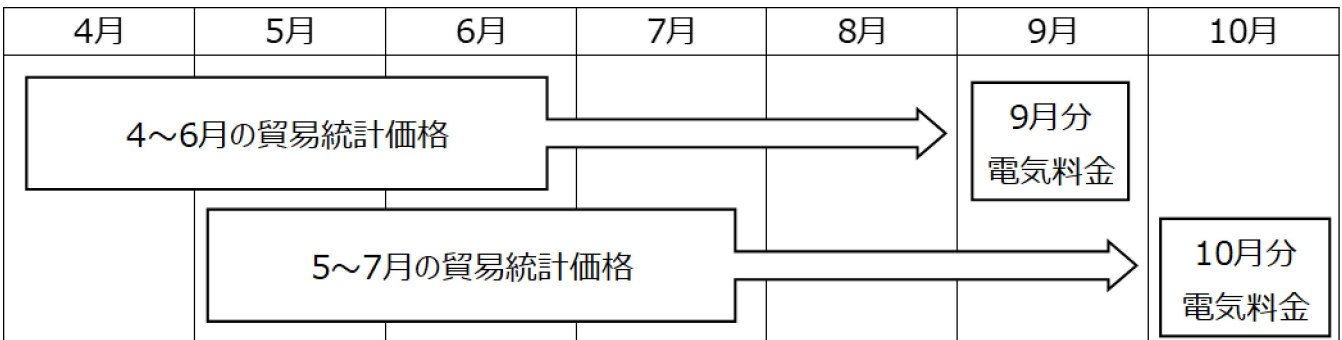 4月 5月 6月 7月 8月 9月 10月
4～6月の貿易統計価格
9月分
電気料金
5～7月の貿易統計価格
10月分
電気料金